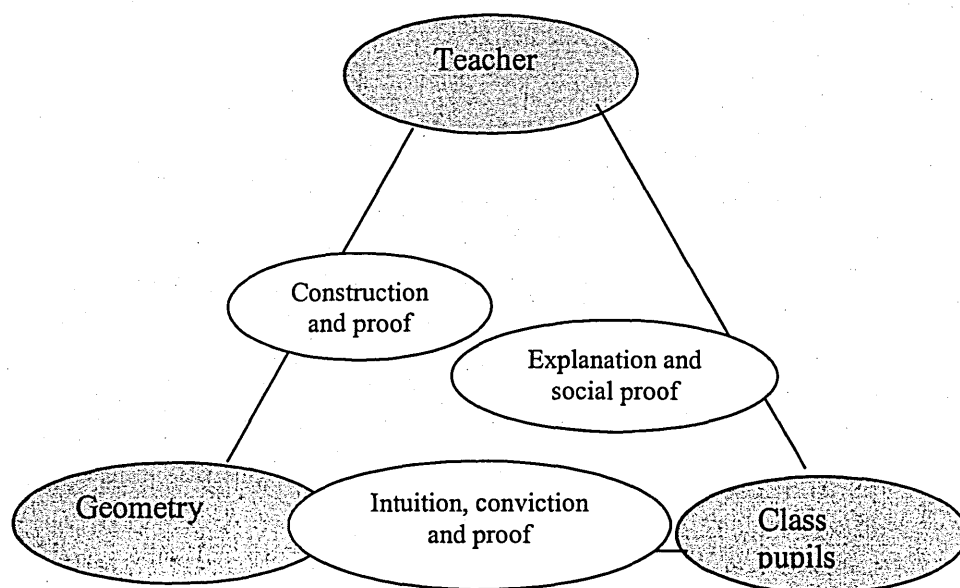 Teacher
Construction
and proof
Explanation and
social proof
Geometry
Intuition, conviction
and proof
Class
pupils